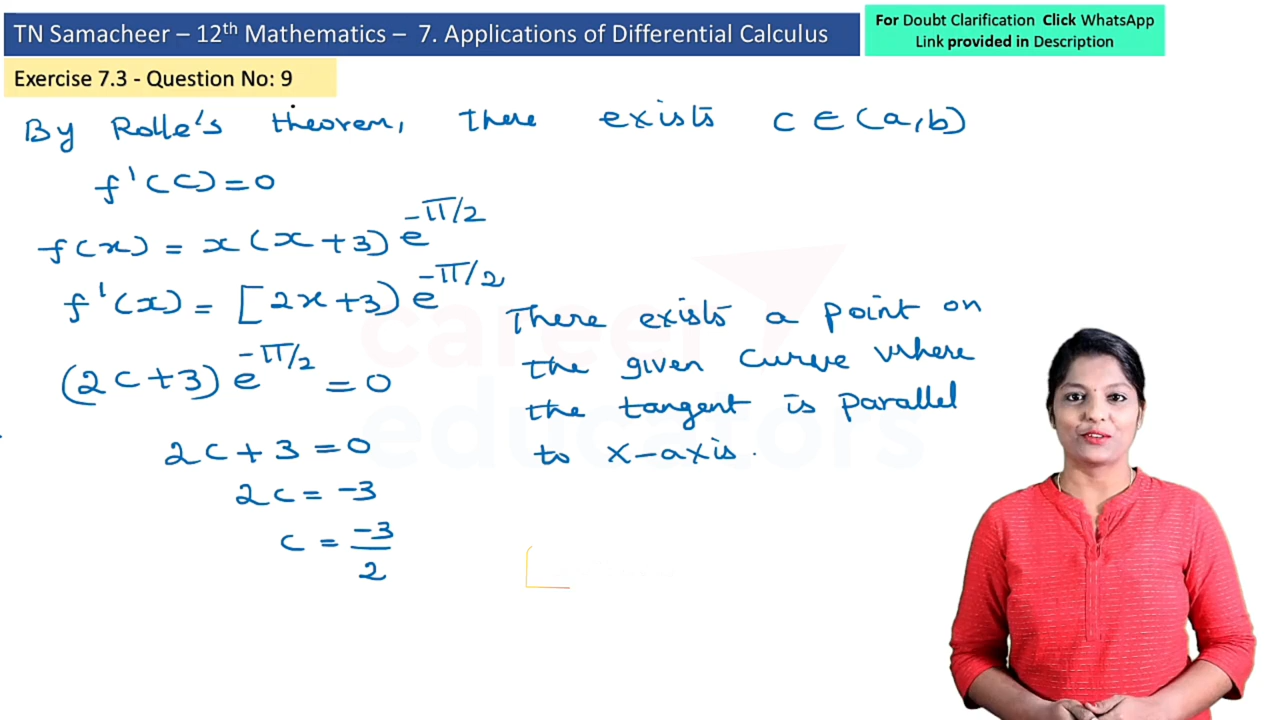 TN Samacheer – 12th Mathematics – 7. Applications of Differential Calculus
For Doubt Clarification Click WhatsApp
Link provided in Description
Exercise 7.3 - Question No: 9
By Rolle's theorem, there exists c ∈ (a,b)
f'(c) = 0
f(x) = x(x+3) e^{-π/2}
f'(x) = [2x+3) e^{-π/2}
(2c+3) e^{-π/2} = 0
2c + 3 = 0
2c = -3
c = -3/2
There exists a point on
the given curve where
the tangent is parallel
to x-axis.
career
educators